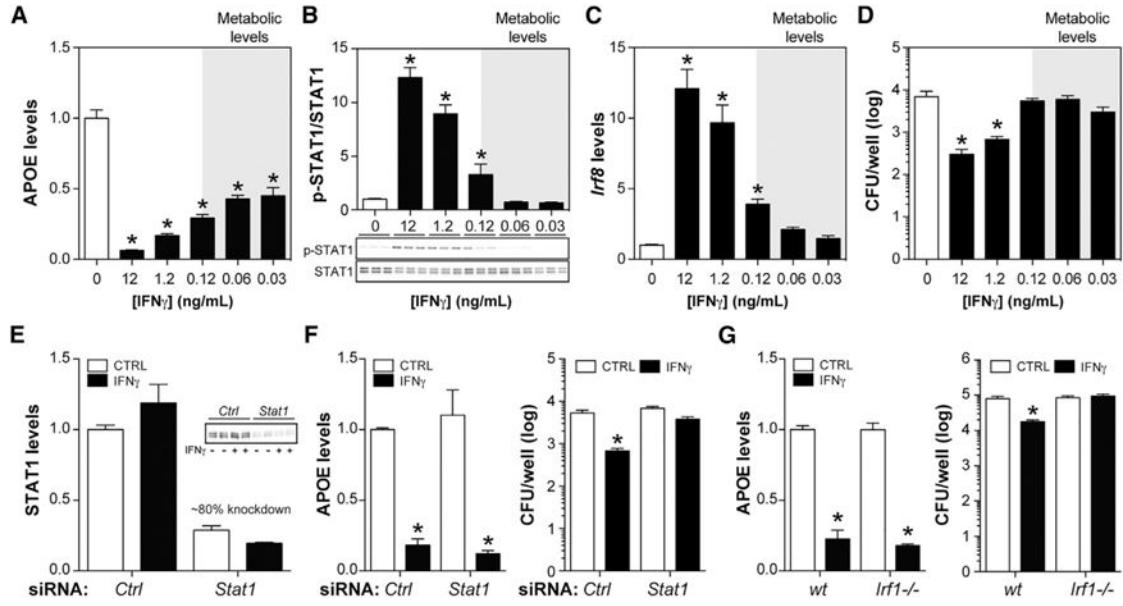 A
Metabolic
levels
1.5
1.0
0.5
0.0
APOE levels
*
*
*
*
*
0
12
1.2
0.12
0.06
0.03
[IFNγ] (ng/mL)
B
Metabolic
levels
15
10
5
0
p-STAT1/STAT1
*
*
*
0
12
1.2
0.12
0.06
0.03
p-STAT1
STAT1
[IFNγ] (ng/mL)
C
Metabolic
levels
15
10
5
0
Irf8 levels
*
*
*
0
12
1.2
0.12
0.06
0.03
[IFNγ] (ng/mL)
D
Metabolic
levels
5
4
3
2
1
0
CFU/well (log)
*
*
0
12
1.2
0.12
0.06
0.03
[IFNγ] (ng/mL)
E
1.5
1.0
0.5
0.0
STAT1 levels
CTRL
IFNγ
Ctrl Stat1
IFNγ - - + + - - + +
~80% knockdown
siRNA: Ctrl Stat1
F
1.5
1.0
0.5
0.0
APOE levels
CTRL
IFNγ
*
*
siRNA: Ctrl Stat1
5
4
3
2
1
0
CFU/well (log)
CTRL IFNγ
*
siRNA: Ctrl Stat1
G
1.5
1.0
0.5
0.0
APOE levels
CTRL
IFNγ
*
*
wt Irf1-/-
5
4
3
2
1
0
CFU/well (log)
CTRL IFNγ
*
wt Irf1-/-